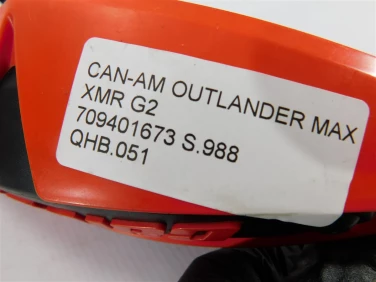 CAN-AM OUTLANDER MAX
XMR G2
709401673 S.988
QHB.051